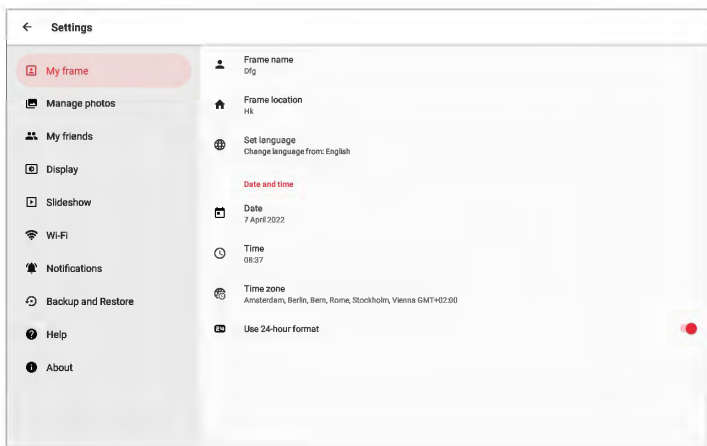 Settings
My frame
Manage photos
My friends
Display
Slideshow
Wi-Fi
Notifications
Backup and Restore
Help
About
Frame name
Dfg
Frame location
Hk
Set language
Change language from: English
Date and time
Date
7 April 2022
Time
08:37
Time zone
Amsterdam, Berlin, Bern, Rome, Stockholm, Vienna GMT+02:00
24
Use 24-hour format